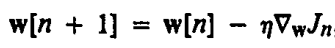 w[n + 1] = w[n] − η∇wJn,